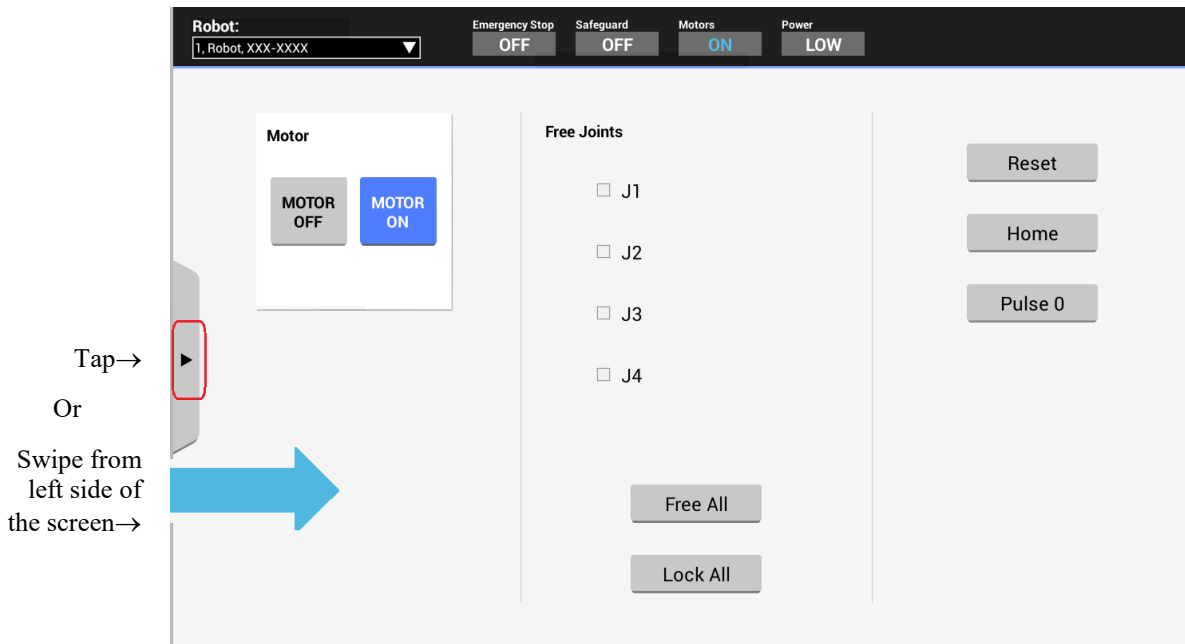 Robot:
1, Robot, XXX-XXXX
Emergency Stop
OFF
Safeguard
OFF
Motors
ON
Power
LOW
Motor
MOTOR
OFF
MOTOR
ON
Free Joints
J1
J2
J3
J4
Free All
Lock All
Reset
Home
Pulse 0
Tap→
Or
Swipe from
left side of
the screen→